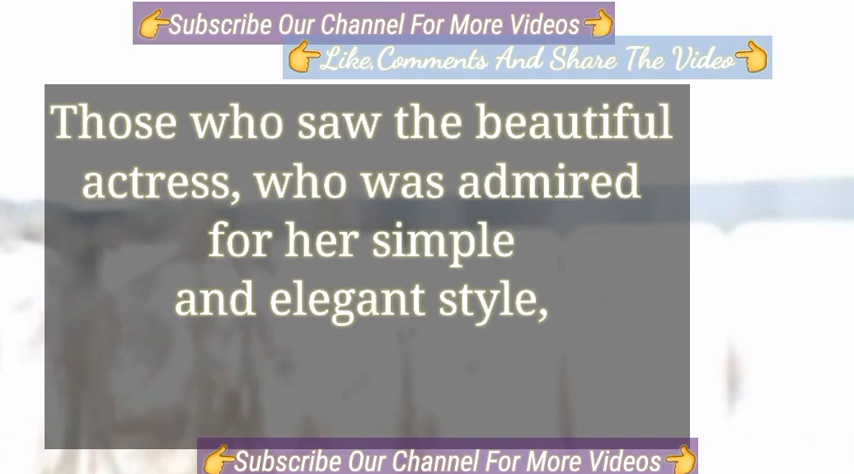 👉Subscribe Our Channel For More Videos👈
👉Like,Comments And Share The Video👈
Those who saw the beautiful
actress, who was admired
for her simple
and elegant style,
👉Subscribe Our Channel For More Videos👈